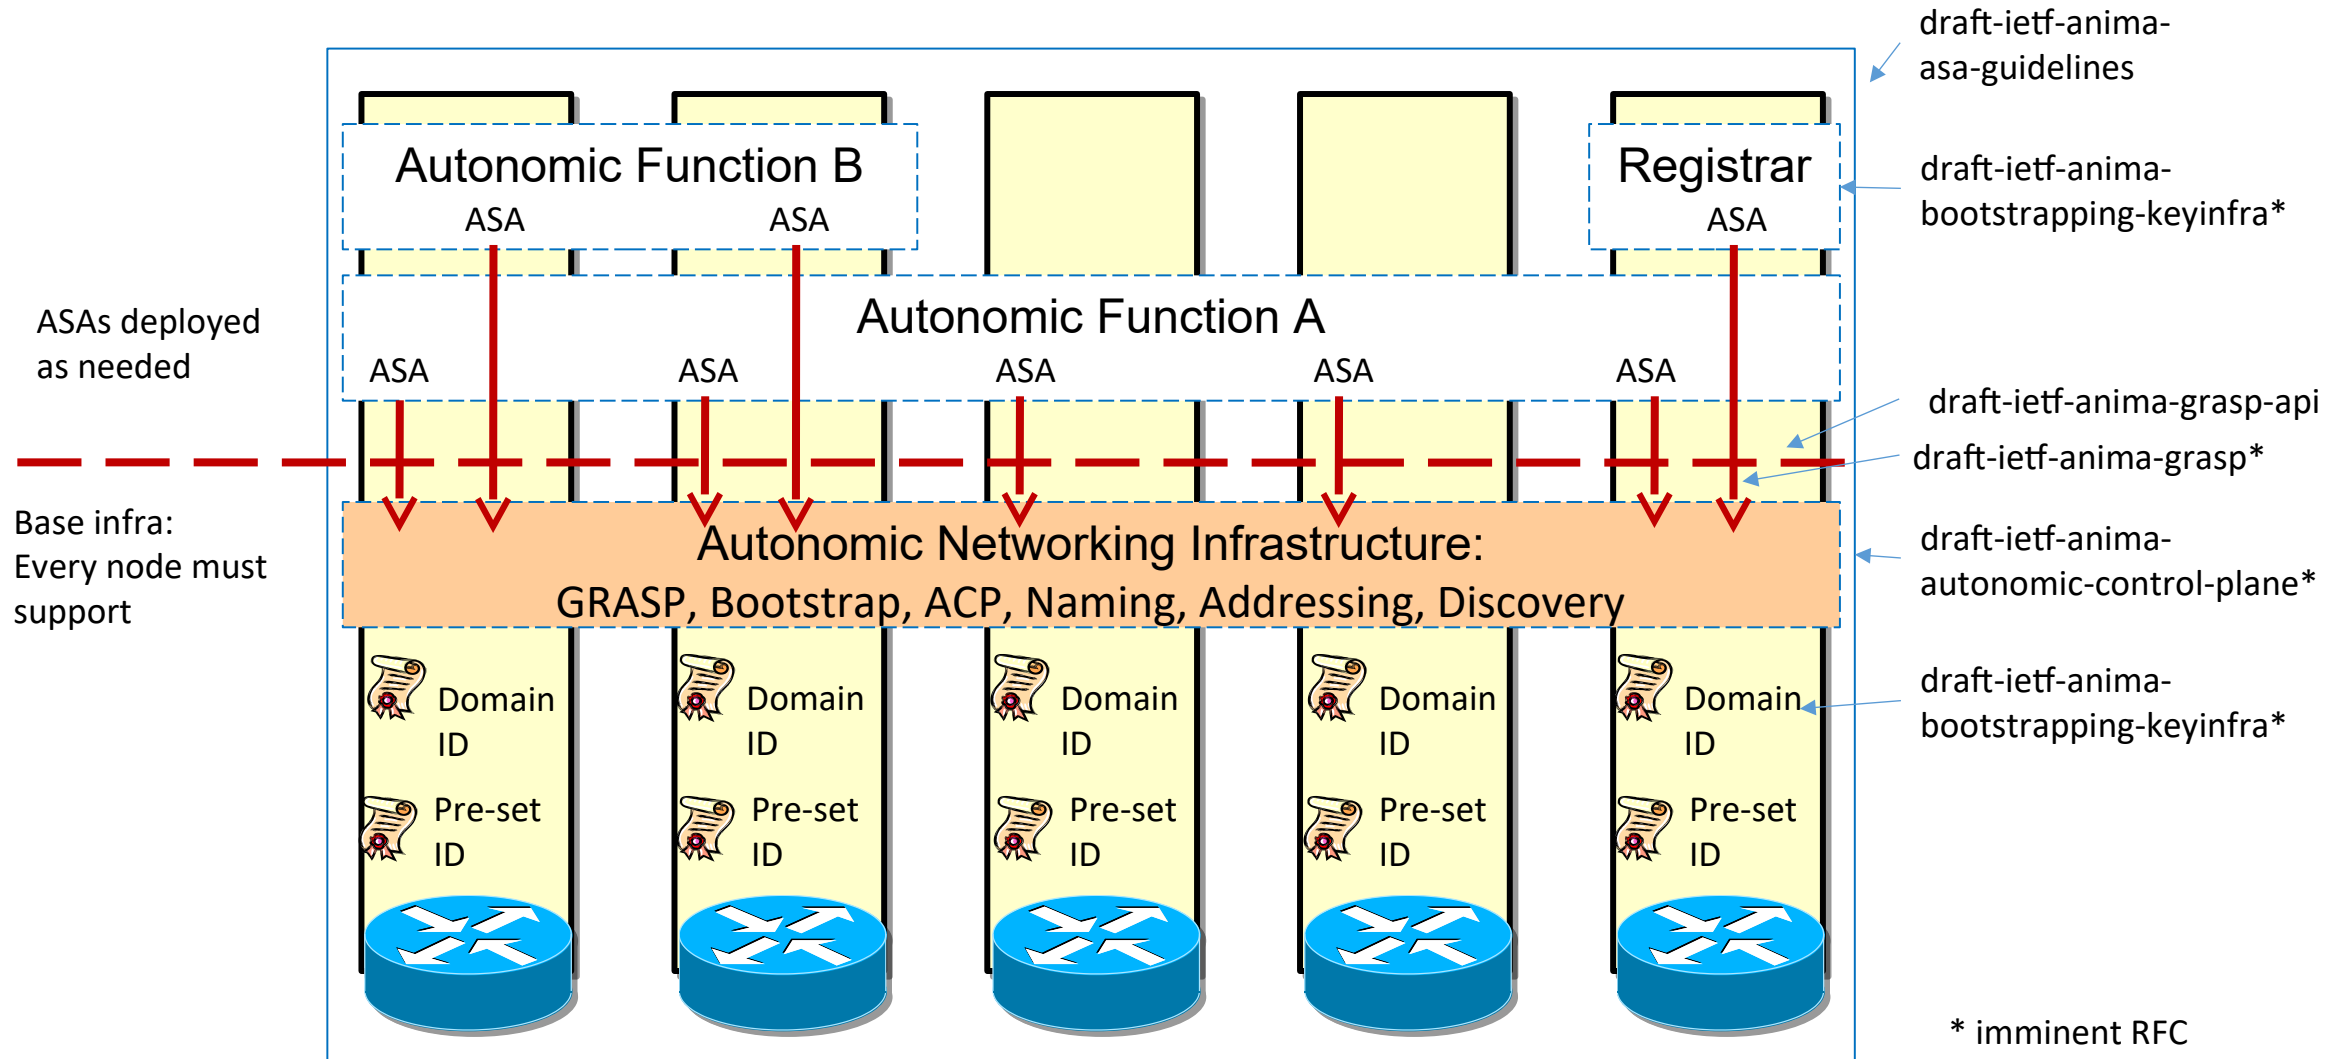 draft-ietf-anima-
asa-guidelines
Autonomic Function B
ASA ASA
Registrar
ASA
draft-ietf-anima-
bootstrapping-keyinfra*
ASAs deployed
as needed
Autonomic Function A
ASA ASA ASA ASA ASA
draft-ietf-anima-grasp-api
draft-ietf-anima-grasp*
Base infra:
Every node must
support
Autonomic Networking Infrastructure:
GRASP, Bootstrap, ACP, Naming, Addressing, Discovery
draft-ietf-anima-
autonomic-control-plane*
Domain
ID
Domain
ID
Domain
ID
Domain
ID
Domain
ID
draft-ietf-anima-
bootstrapping-keyinfra*
Pre-set
ID
Pre-set
ID
Pre-set
ID
Pre-set
ID
Pre-set
ID
* imminent RFC